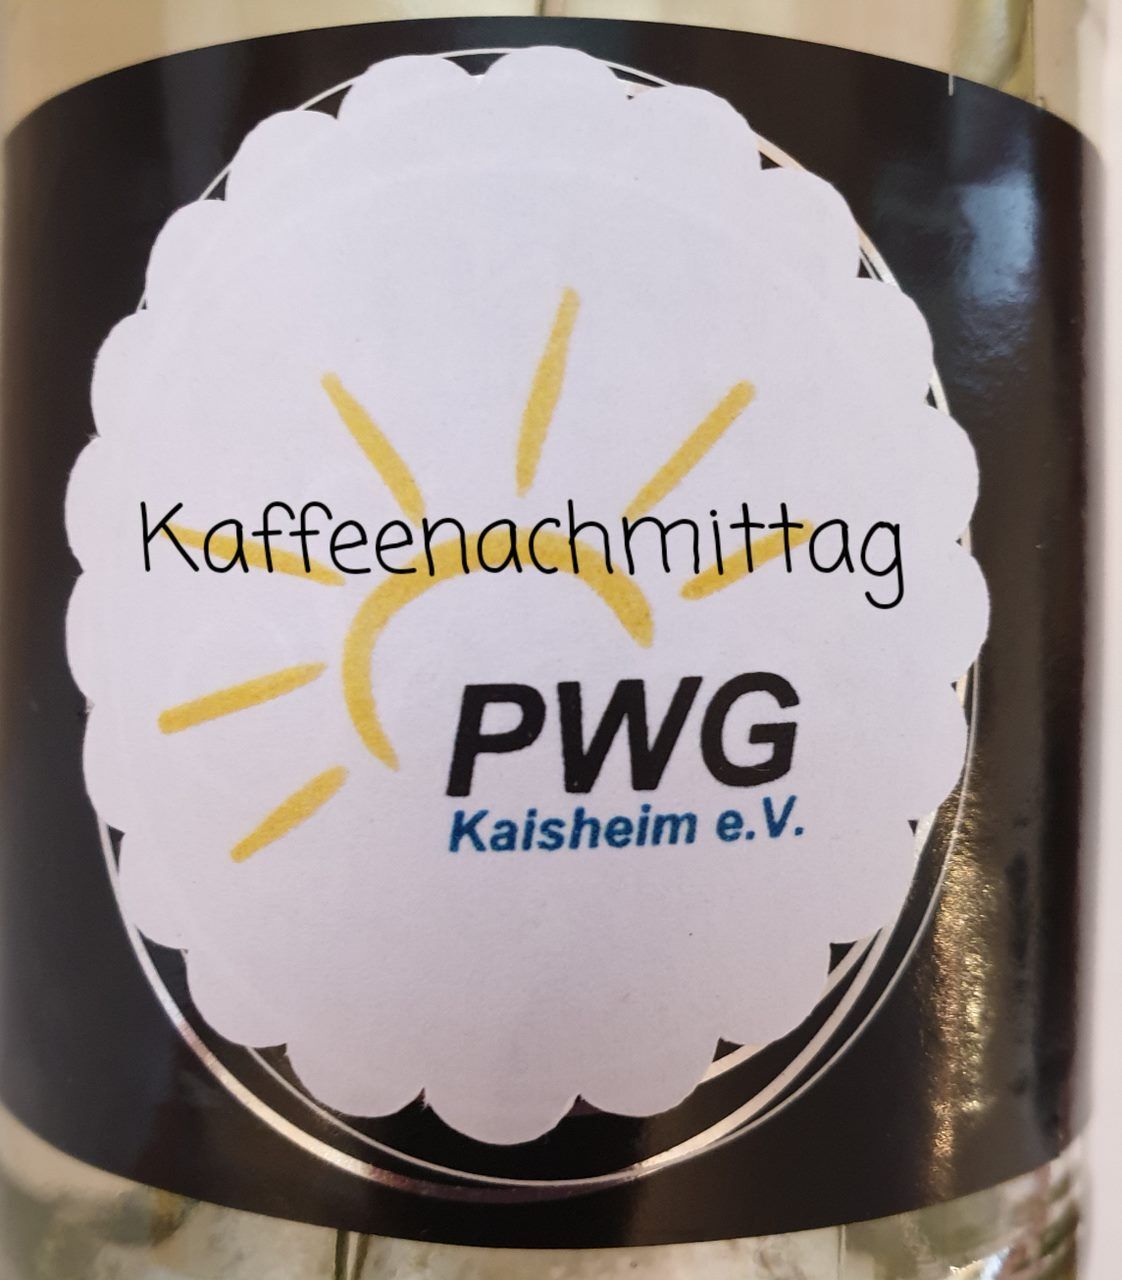 Kaffeenachmittag
PWG
Kaisheim e.V.